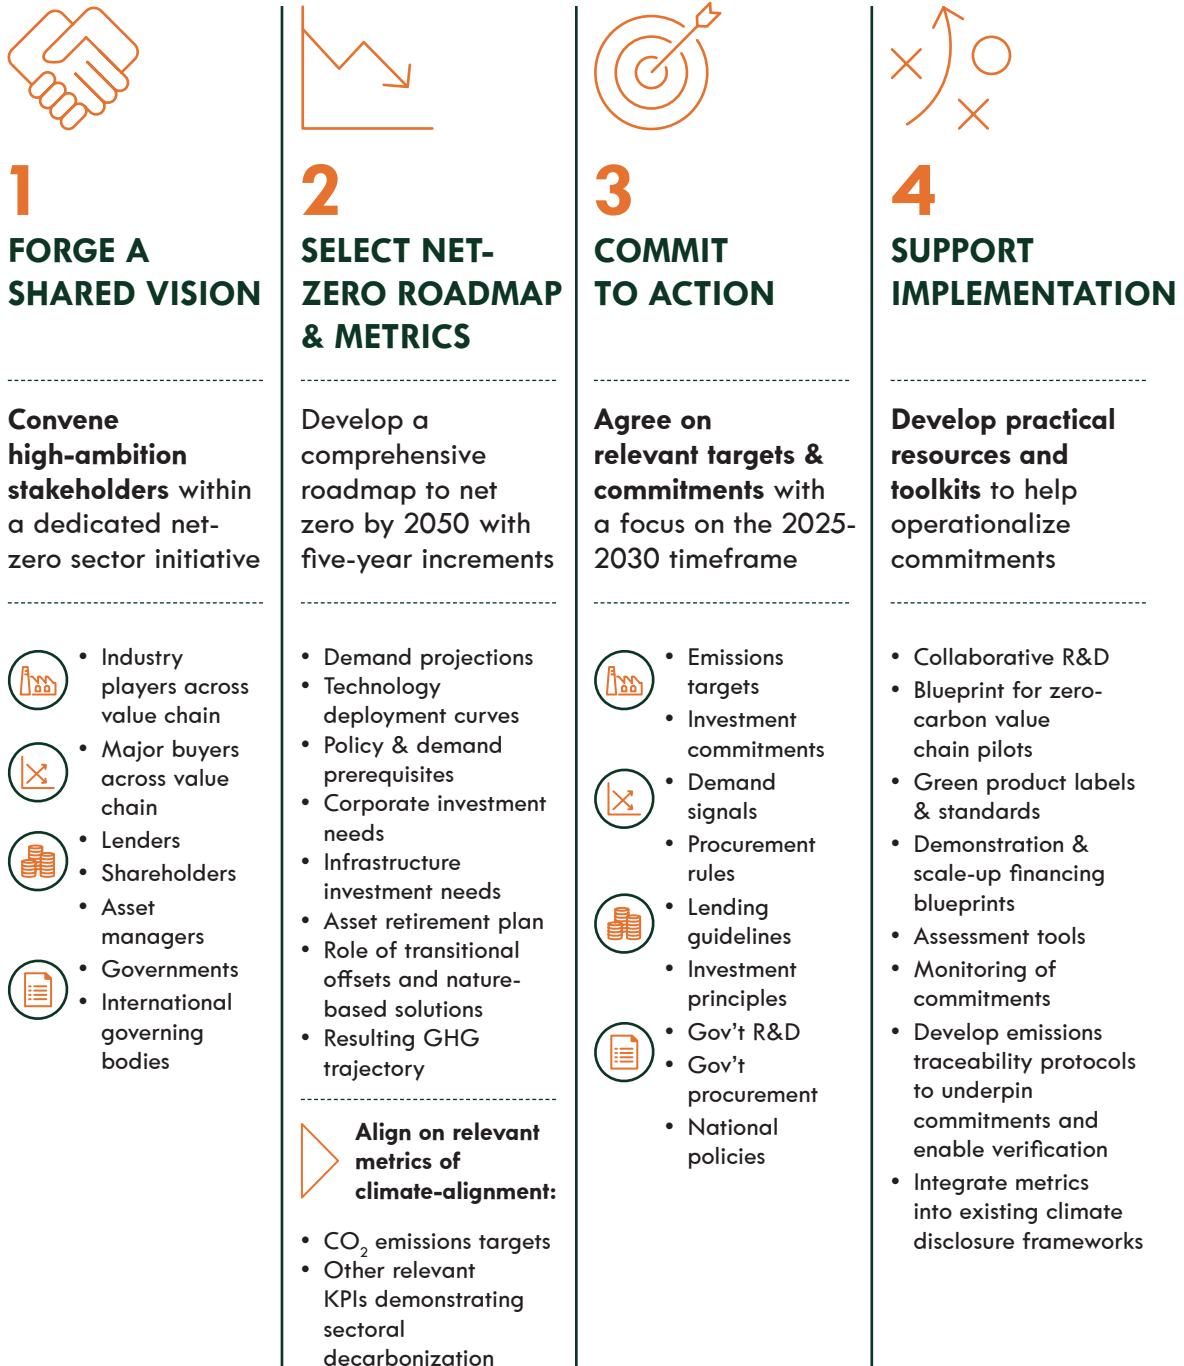 1
FORGE A
SHARED VISION
Convene
high-ambition
stakeholders within
a dedicated net-
zero sector initiative
• Industry
players across
value chain
• Major buyers
across value
chain
• Lenders
• Shareholders
• Asset
managers
• Governments
• International
governing
bodies
2
SELECT NET-
ZERO ROADMAP
& METRICS
Develop a
comprehensive
roadmap to net
zero by 2050 with
five-year increments
• Demand projections
• Technology
deployment curves
• Policy & demand
prerequisites
• Corporate investment
needs
• Infrastructure
investment needs
• Asset retirement plan
• Role of transitional
offsets and nature-
based solutions
• Resulting GHG
trajectory
Align on relevant
metrics of
climate-alignment:
• CO₂ emissions targets
• Other relevant
KPIs demonstrating
sectoral
decarbonization
3
COMMIT
TO ACTION
Agree on
relevant targets &
commitments with
a focus on the 2025-
2030 timeframe
• Emissions
targets
• Investment
commitments
• Demand
signals
• Procurement
rules
• Lending
guidelines
• Investment
principles
• Gov’t R&D
• Gov’t
procurement
• National
policies
4
SUPPORT
IMPLEMENTATION
Develop practical
resources and
toolkits to help
operationalize
commitments
• Collaborative R&D
• Blueprint for zero-
carbon value
chain pilots
• Green product labels
& standards
• Demonstration &
scale-up financing
blueprints
• Assessment tools
• Monitoring of
commitments
• Develop emissions
traceability protocols
to underpin
commitments and
enable verification
• Integrate metrics
into existing climate
disclosure frameworks